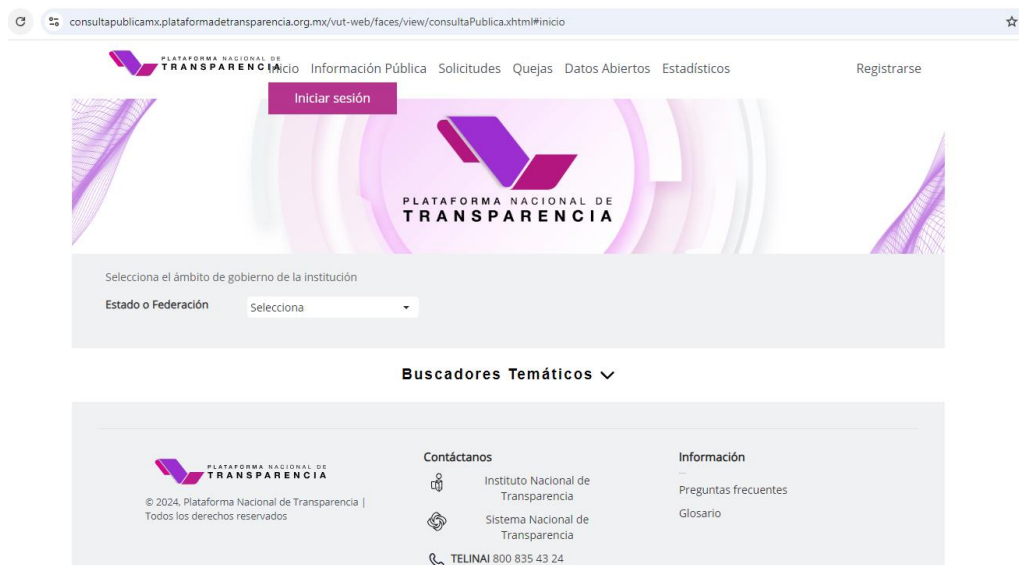 consultapublicamx.plataformadetransparencia.org.mx/vut-web/faces/view/consultaPublica.xhtml#inicio
PLATAFORMA NACIONAL DE
TRANSPARENCIA
Inicio Información Pública Solicitudes Quejas Datos Abiertos Estadísticos Registrarse
Iniciar sesión
PLATAFORMA NACIONAL DE
TRANSPARENCIA
Selecciona el ámbito de gobierno de la institución
Estado o Federación Selecciona
Buscadores Temáticos
PLATAFORMA NACIONAL DE
TRANSPARENCIA
© 2024, Plataforma Nacional de Transparencia |
Todos los derechos reservados
Contáctanos
Instituto Nacional de
Transparencia
Sistema Nacional de
Transparencia
TELINAI 800 835 43 24
Información
Preguntas frecuentes
Glosario